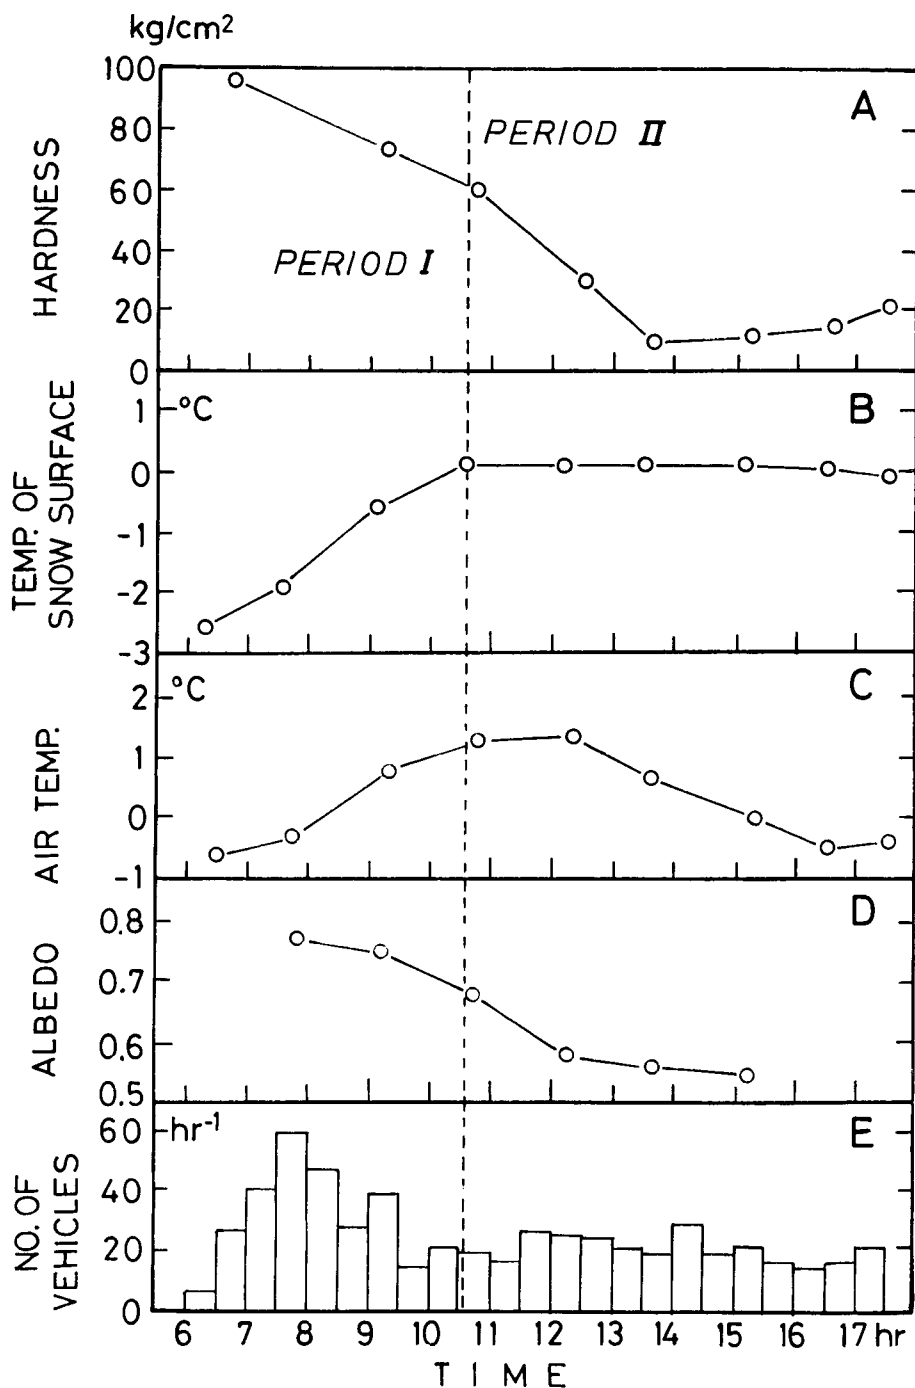 kg/cm²
100
80
60
40
20
0
HARDNESS
A
PERIOD II
PERIOD I
1
0
-1
-2
-3
°C
TEMP. OF
SNOW SURFACE
B
2
1
0
-1
°C
AIR TEMP.
C
0.8
0.7
0.6
0.5
ALBEDO
D
60
40
20
0
hr⁻¹
NO. OF
VEHICLES
E
6 7 8 9 10 11 12 13 14 15 16 17 hr
TIME